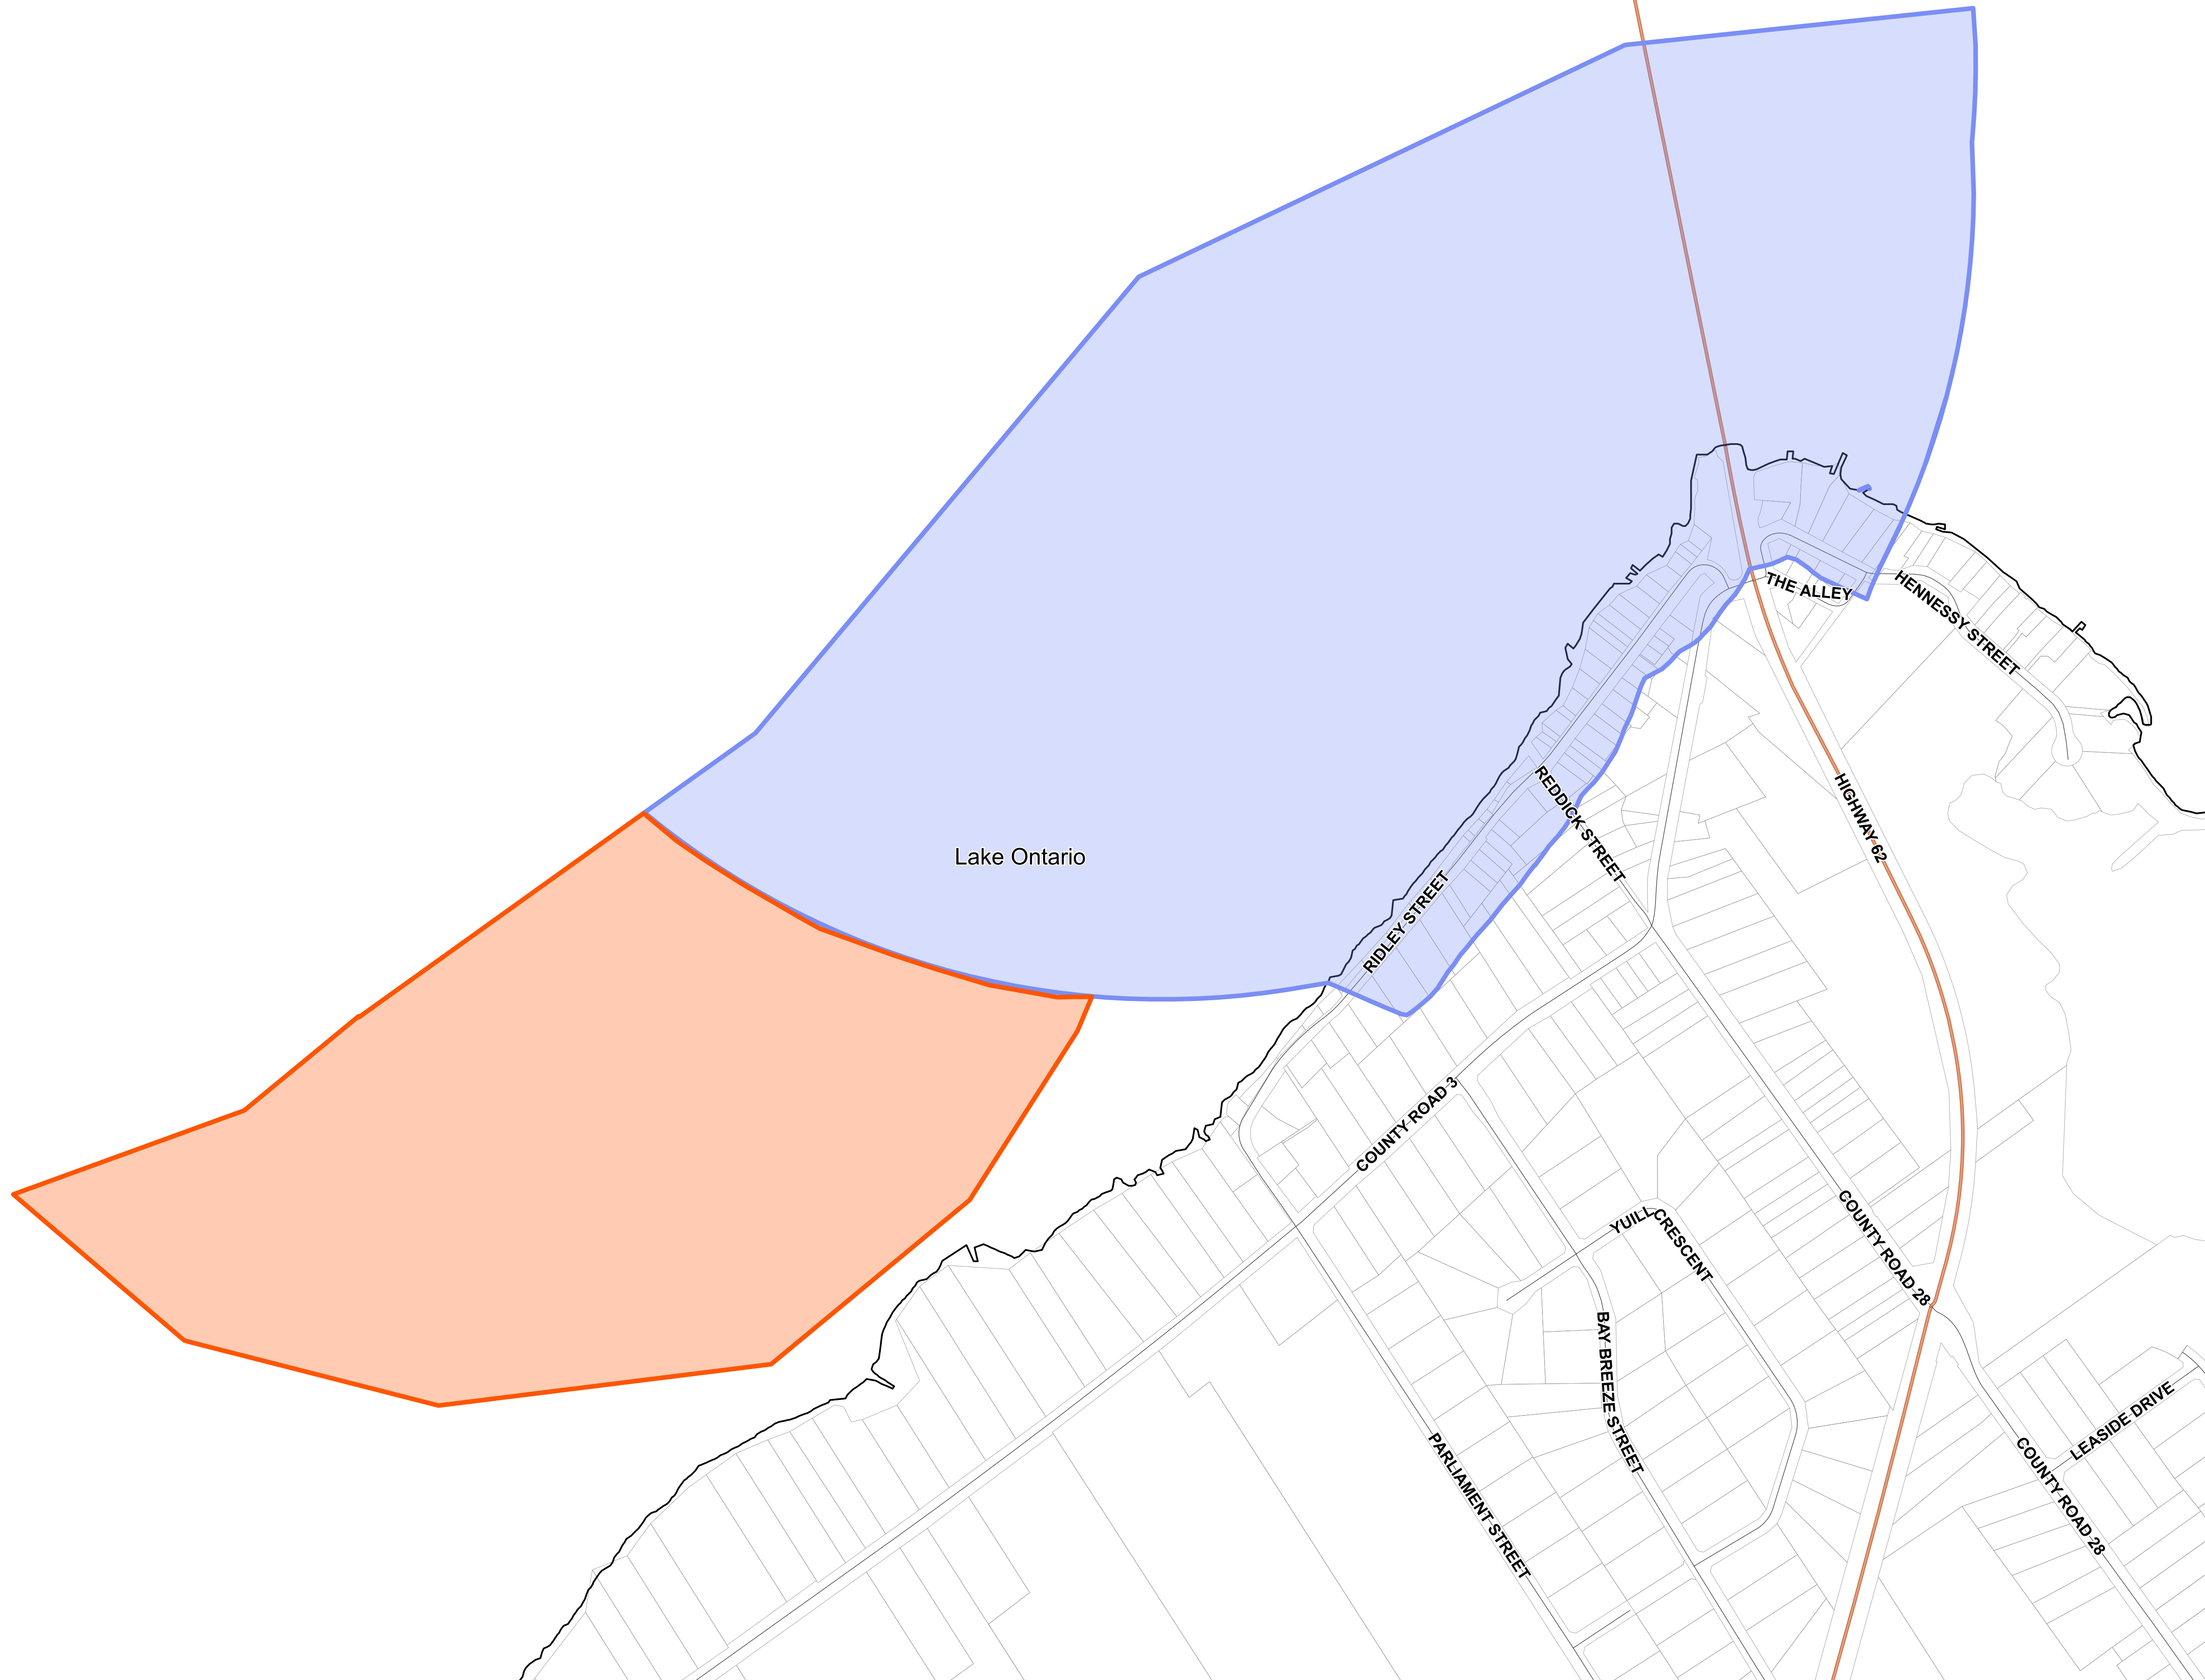 THE ALLEY
HENNESSY STREET
REDDICK STREET
HIGHWAY 62
Lake Ontario
RIDLEY STREET
COUNTY ROAD 3
YUILL CRESCENT
COUNTY ROAD 28
BAY BREEZE STREET
LEASIDE DRIVE
PARLIAMENT STREET
COUNTY ROAD 28